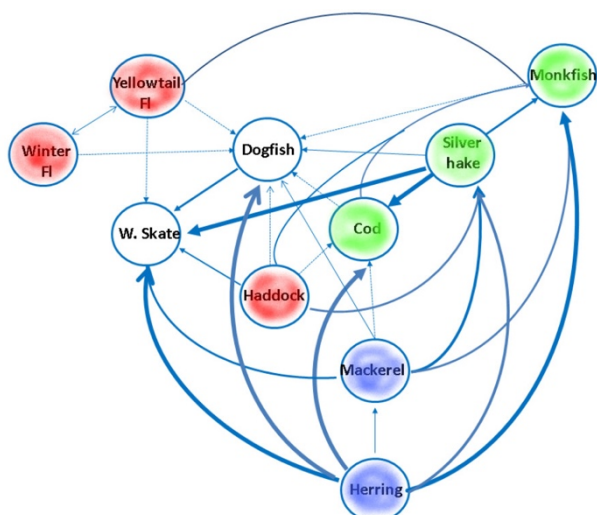 Yellowtail
Fl
Monkfish
Winter
Fl
Dogfish
Silver
hake
W. Skate
Cod
Haddock
Mackerel
Herring